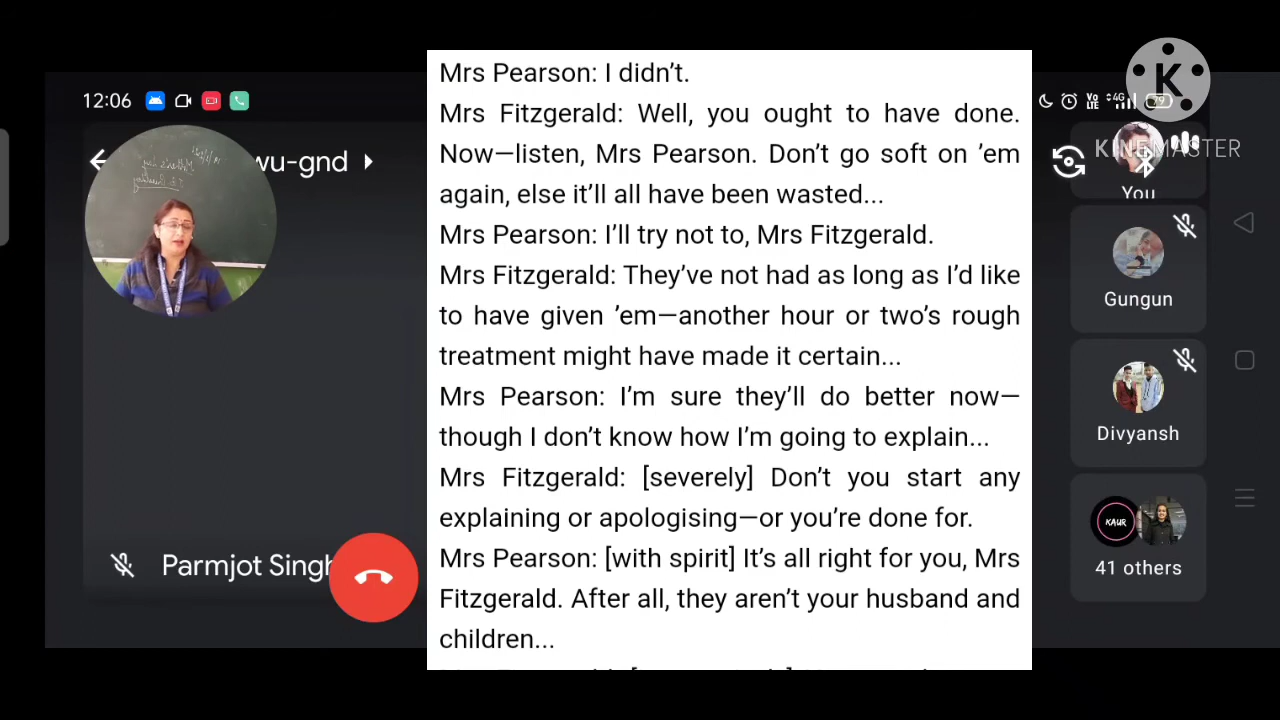 12:06
VO LTE 4G 79
K
KINEMASTER
wu-gnd
You
Gungun
Divyansh
KAUR
41 others
Parmjot Singh
Mrs Pearson: I didn’t.
Mrs Fitzgerald: Well, you ought to have done.
Now—listen, Mrs Pearson. Don’t go soft on ’em
again, else it’ll all have been wasted...
Mrs Pearson: I’ll try not to, Mrs Fitzgerald.
Mrs Fitzgerald: They’ve not had as long as I’d like
to have given ’em—another hour or two’s rough
treatment might have made it certain...
Mrs Pearson: I’m sure they’ll do better now—
though I don’t know how I’m going to explain...
Mrs Fitzgerald: [severely] Don’t you start any
explaining or apologising—or you’re done for.
Mrs Pearson: [with spirit] It’s all right for you, Mrs
Fitzgerald. After all, they aren’t your husband and
children...